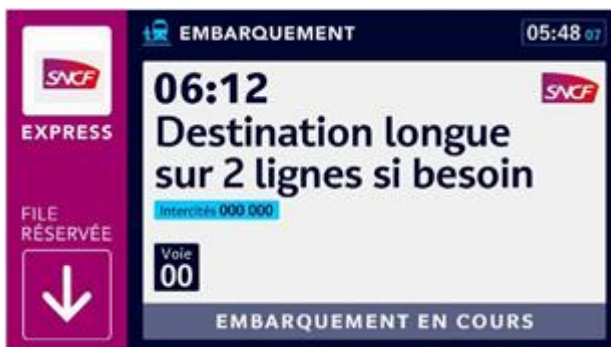 SNCF
EXPRESS
FILE
RÉSERVÉE
EMBARQUEMENT
05:48 07
06:12
SNCF
Destination longue
sur 2 lignes si besoin
Intercités 000 000
Voie
00
EMBARQUEMENT EN COURS